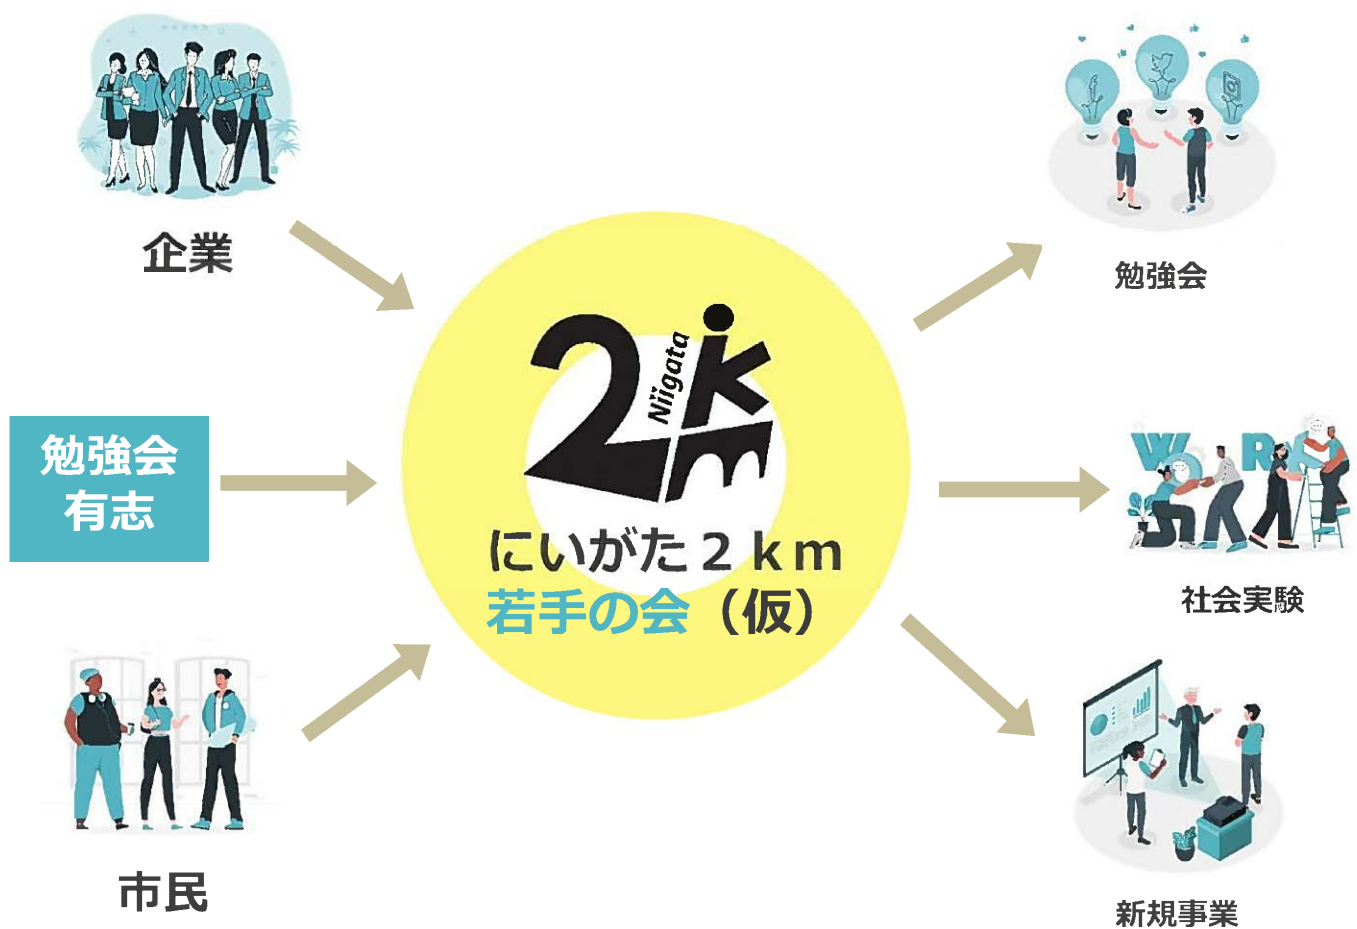 企業
勉強会
有志
市民
2km
Niigata
にいがた２ｋｍ
若手の会（仮）
勉強会
WORK
社会実験
新規事業